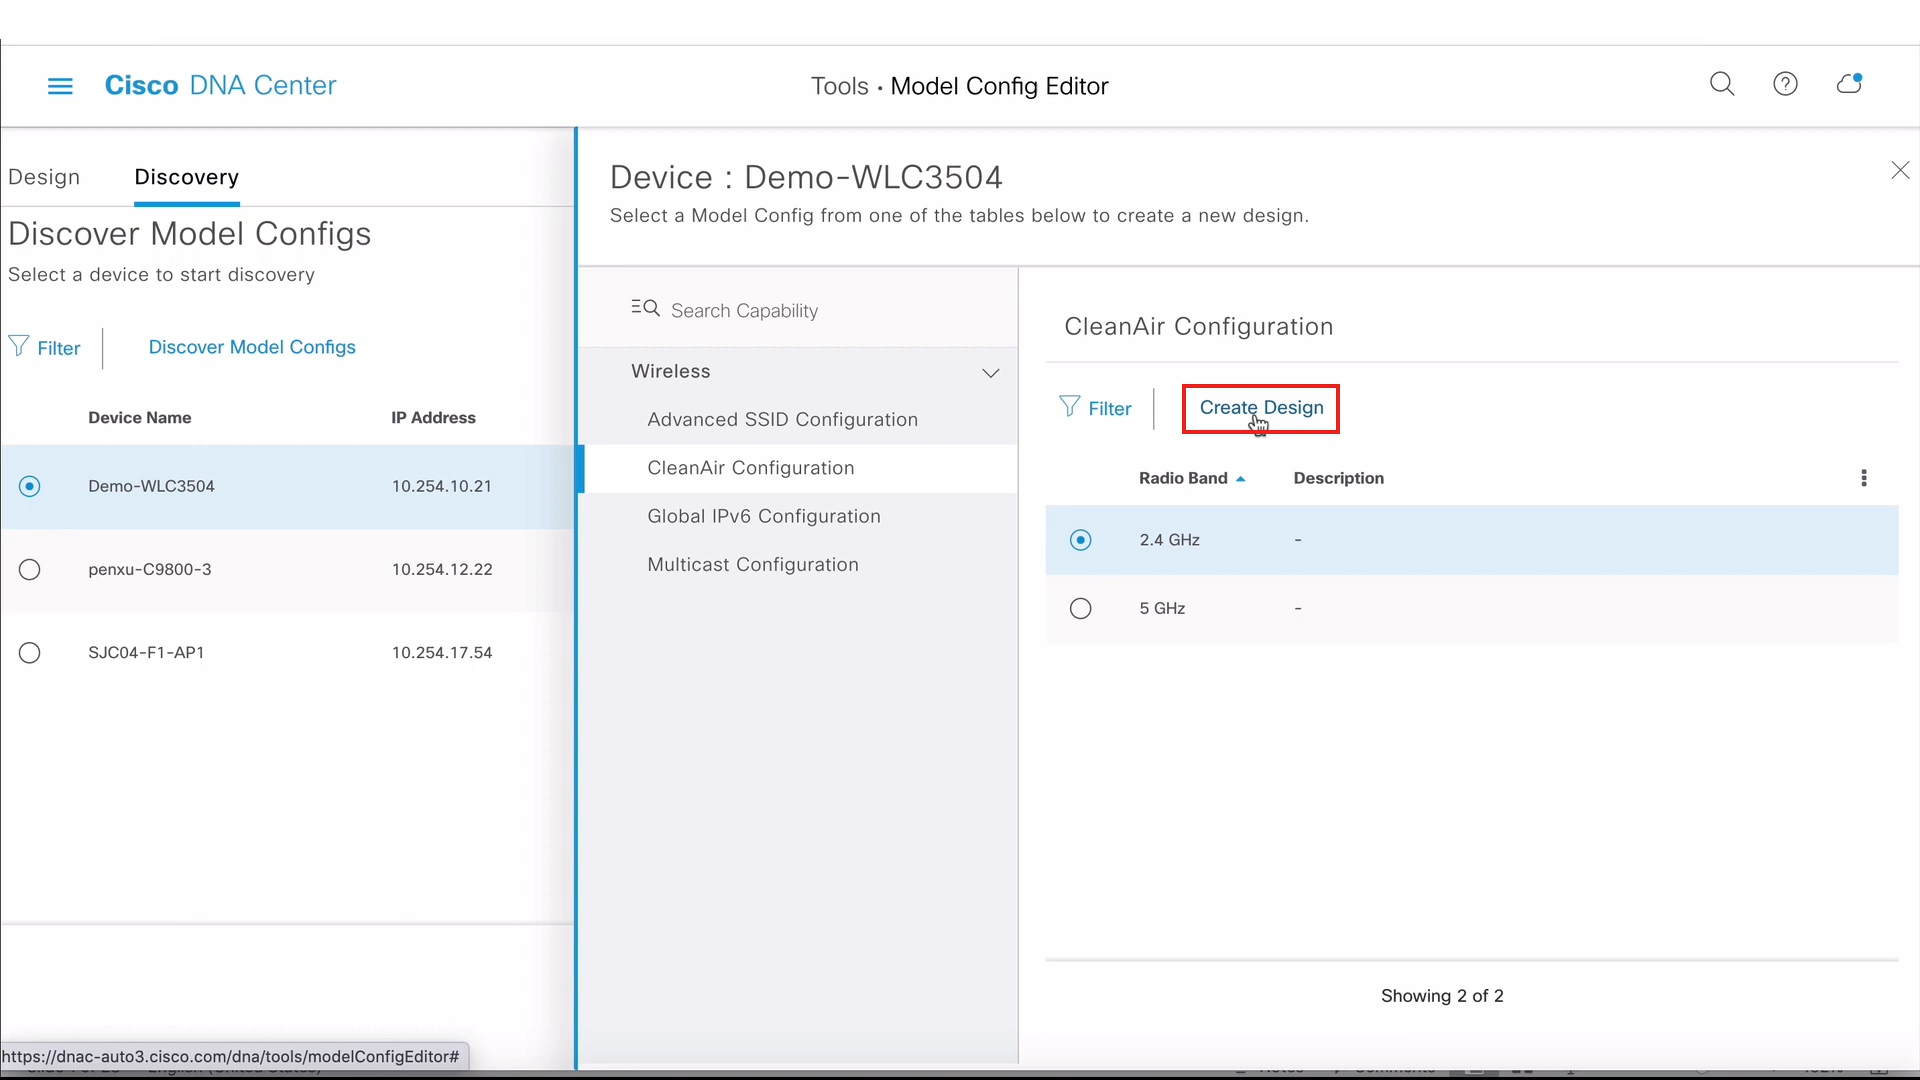 Cisco DNA Center
Tools • Model Config Editor
Design
Discovery
Discover Model Configs
Select a device to start discovery
Filter
Discover Model Configs
Device Name
IP Address
Demo-WLC3504
10.254.10.21
penxu-C9800-3
10.254.12.22
SJC04-F1-AP1
10.254.17.54
https://dnac-auto3.cisco.com/dna/tools/modelConfigEditor#
Device : Demo-WLC3504
Select a Model Config from one of the tables below to create a new design.
Search Capability
Wireless
Advanced SSID Configuration
CleanAir Configuration
Global IPv6 Configuration
Multicast Configuration
CleanAir Configuration
Filter
Create Design
Radio Band
Description
2.4 GHz
-
5 GHz
-
Showing 2 of 2